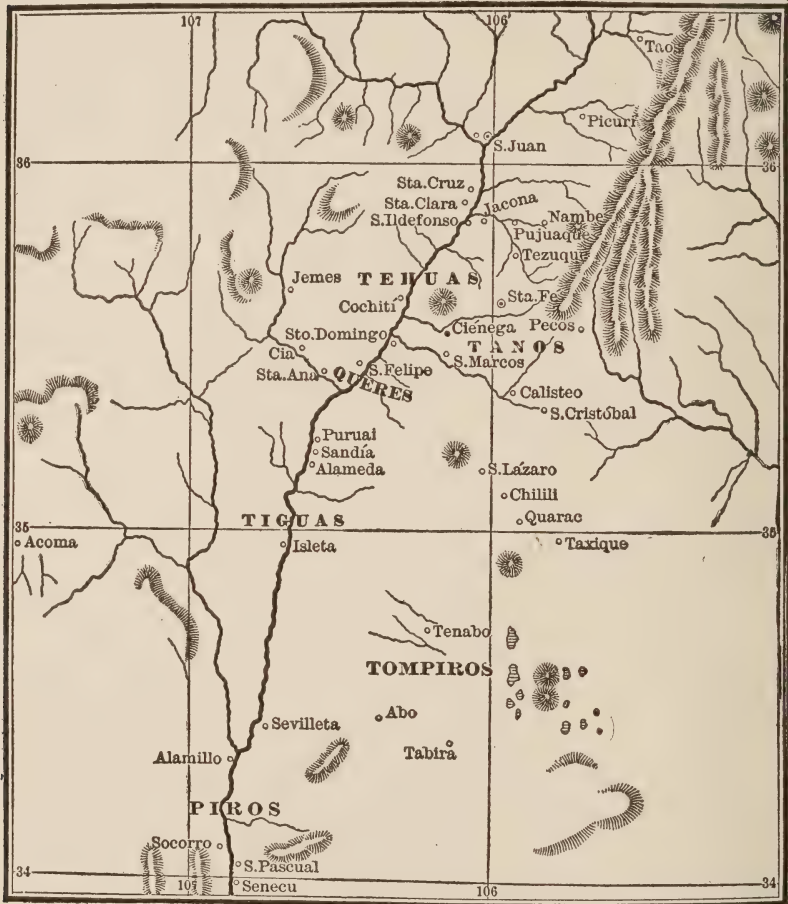 107
106
Taos
Picuri
S.Juan
36
36
Sta.Cruz
Sta.Clara
Jacona
S.Ildefonso
Nambe
Pujuaque
Tezuque
Jemes
TEHUAS
Cochití
Sta.Fe
Cienega
Pecos
Sto.Domingo
TANOS
Cia
S.Marcos
Sta.Ana
S.Felipe
QUERES
Calisteo
S.Cristóbal
Puruai
Sandía
Alameda
S.Lázaro
Chilili
Quarac
TIGUAS
35
35
Acoma
Isleta
Taxique
Tenabo
TOMPIROS
Abo
Sevilleta
Tabirá
Alamillo
PIROS
Socorro
S.Pascual
34
34
107
Senecu
106